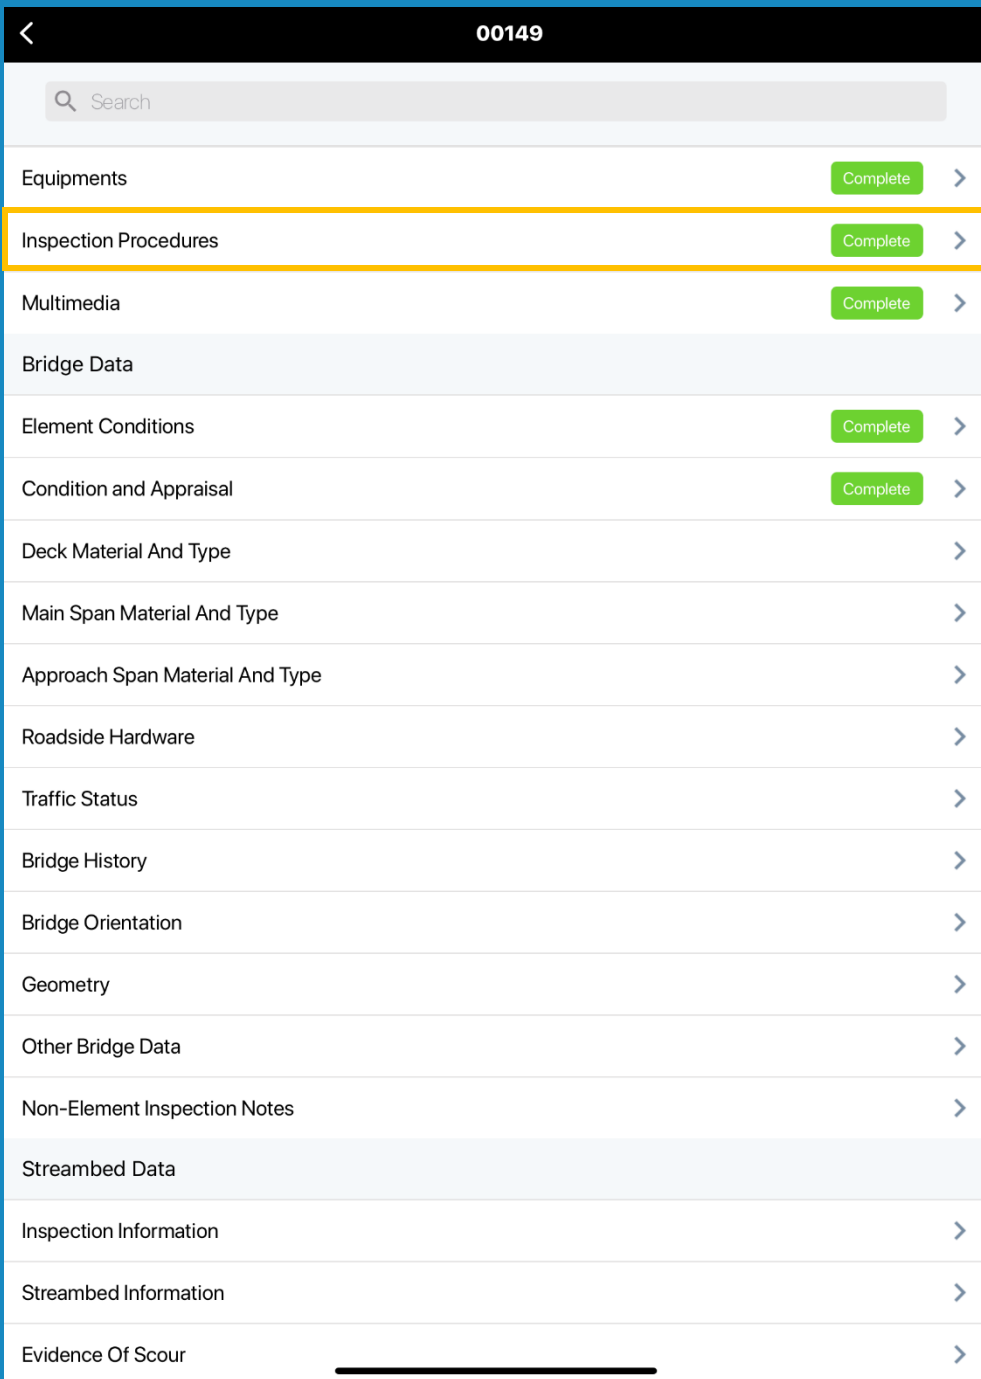 00149
Search
Equipments Complete
Inspection Procedures Complete
Multimedia Complete
Bridge Data
Element Conditions Complete
Condition and Appraisal Complete
Deck Material And Type
Main Span Material And Type
Approach Span Material And Type
Roadside Hardware
Traffic Status
Bridge History
Bridge Orientation
Geometry
Other Bridge Data
Non-Element Inspection Notes
Streambed Data
Inspection Information
Streambed Information
Evidence Of Scour